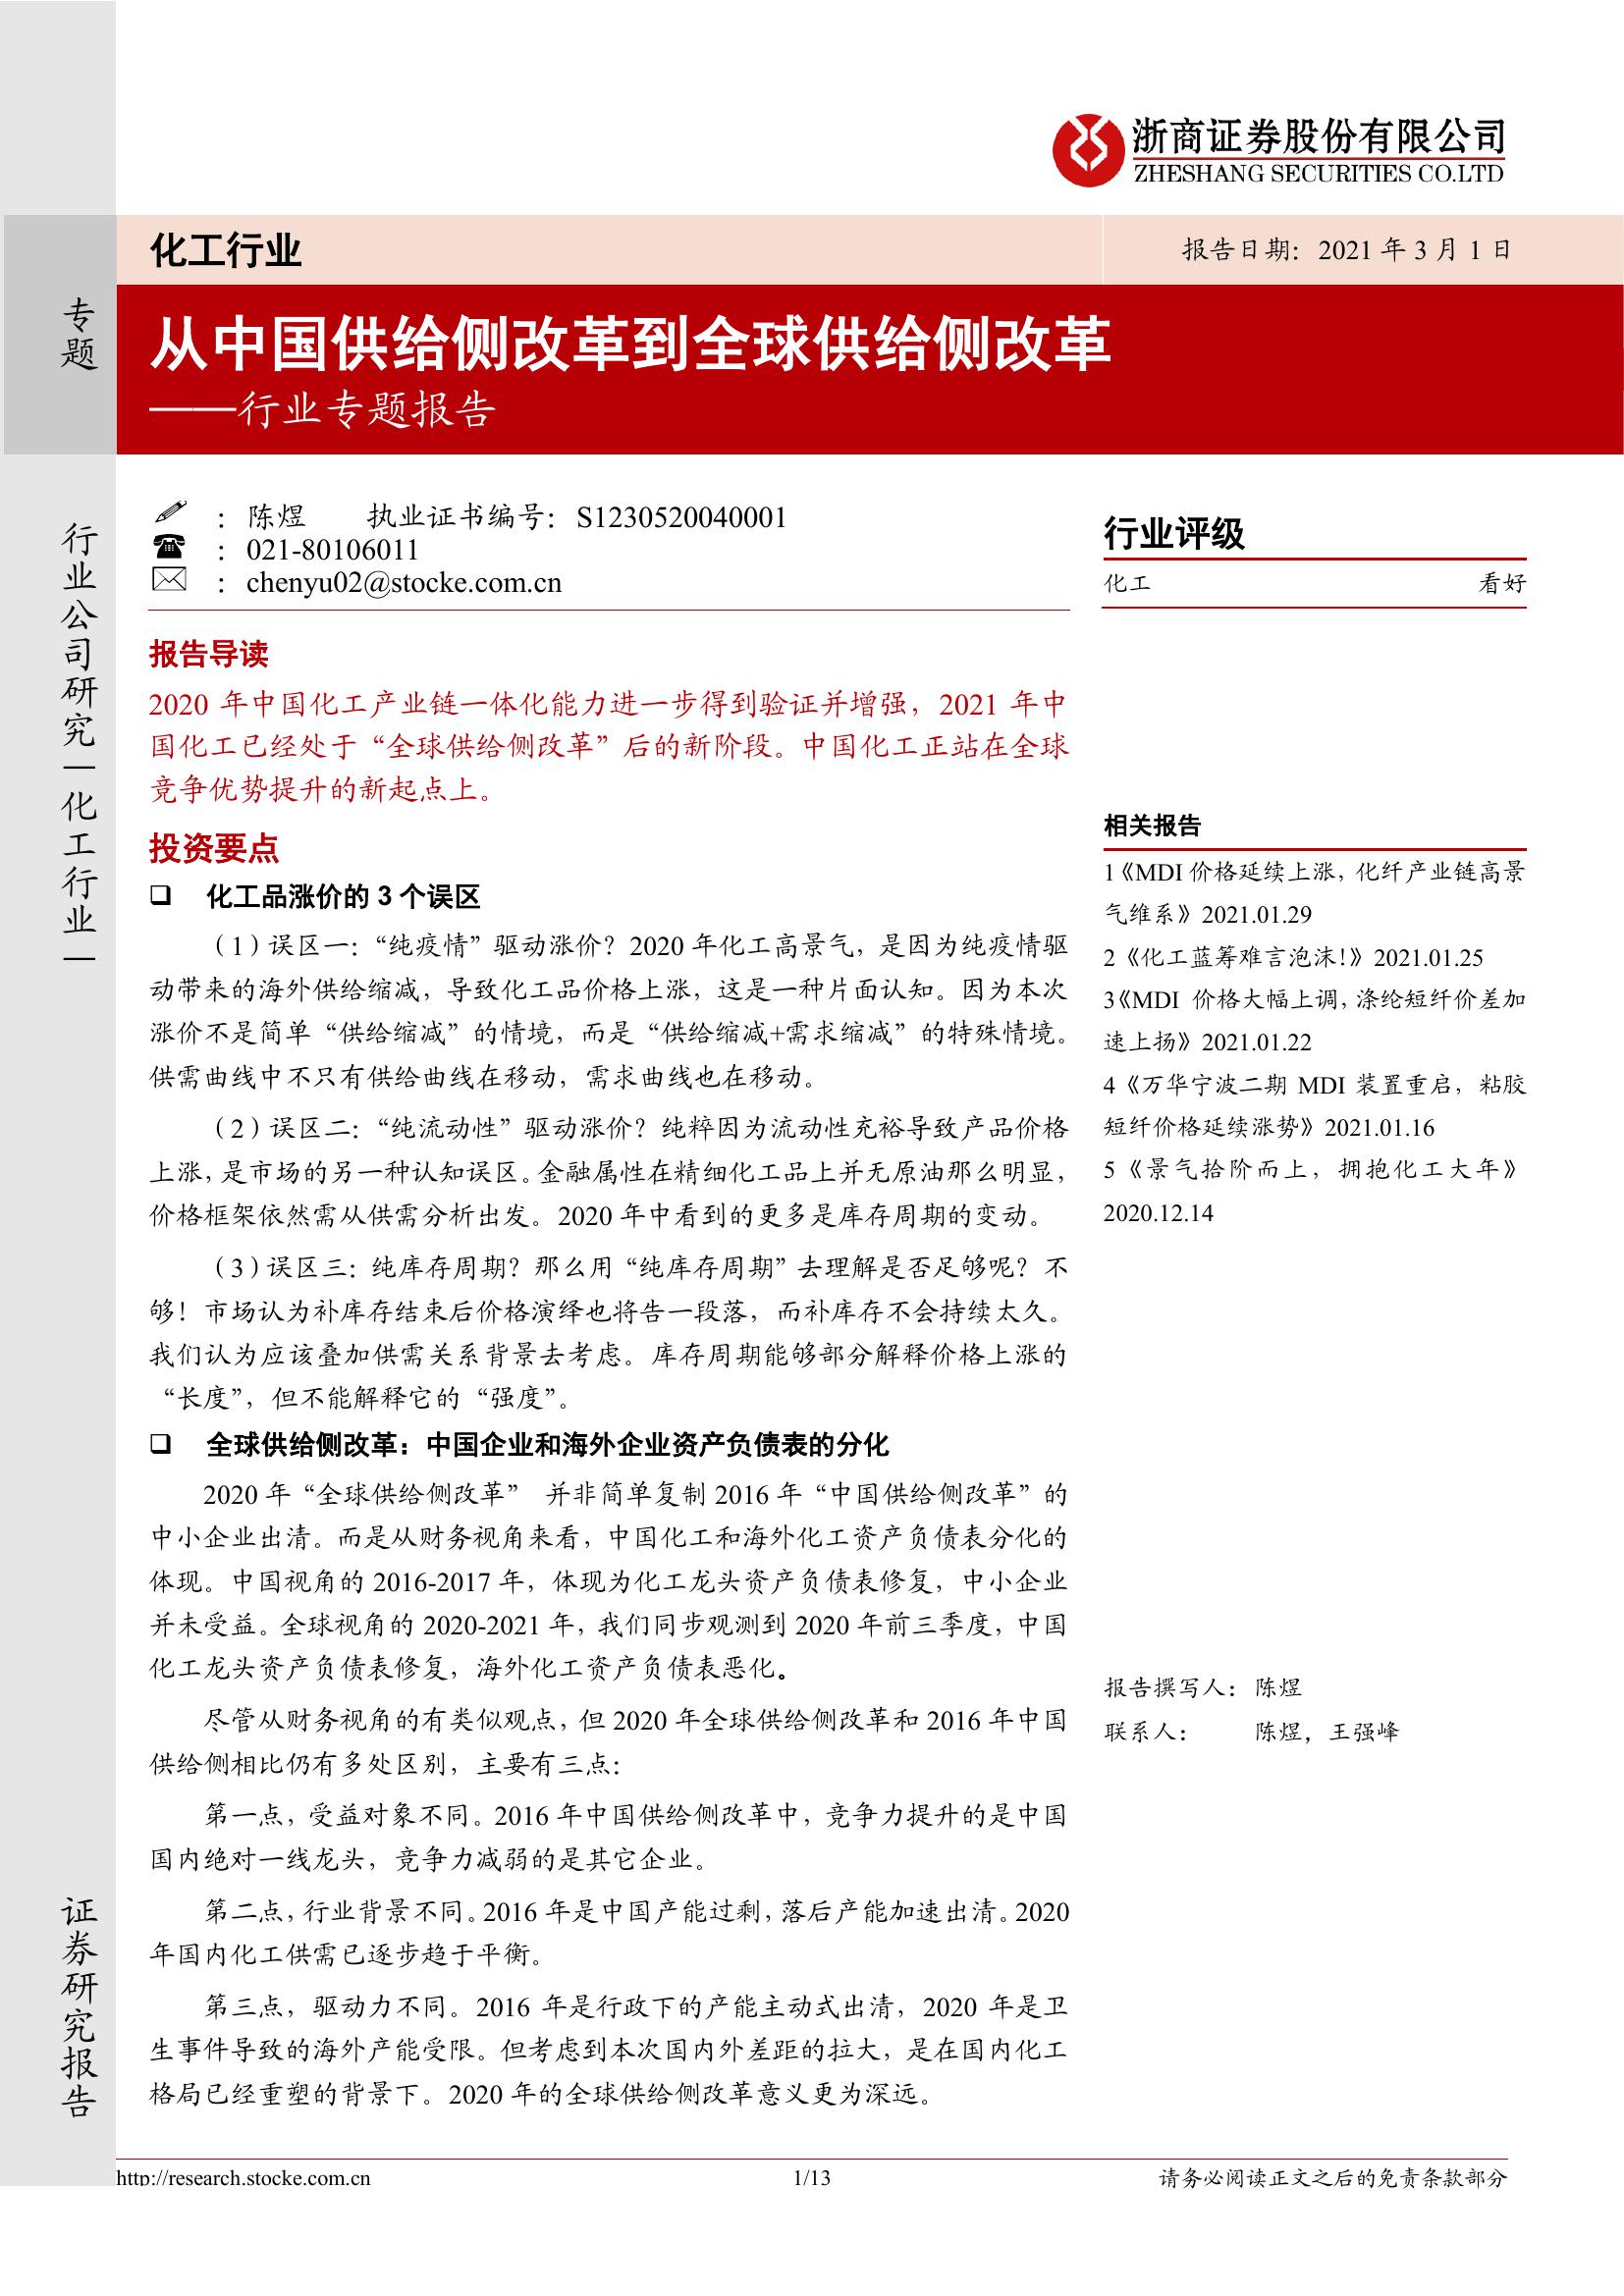 浙商证券股份有限公司
ZHESHANG SECURITIES CO.LTD
化工行业
报告日期：2021 年 3 月 1 日
专题
从中国供给侧改革到全球供给侧改革
——行业专题报告
行业公司研究|化工行业|
证券研究报告
：陈煜 执业证书编号：S1230520040001
：021-80106011
：chenyu02@stocke.com.cn
报告导读
2020 年中国化工产业链一体化能力进一步得到验证并增强，2021 年中
国化工已经处于“全球供给侧改革”后的新阶段。中国化工正站在全球
竞争优势提升的新起点上。
投资要点
❑ 化工品涨价的 3 个误区
（1）误区一：“纯疫情”驱动涨价？2020 年化工高景气，是因为纯疫情驱
动带来的海外供给缩减，导致化工品价格上涨，这是一种片面认知。因为本次
涨价不是简单“供给缩减”的情境，而是“供给缩减+需求缩减”的特殊情境。
供需曲线中不只有供给曲线在移动，需求曲线也在移动。
（2）误区二：“纯流动性”驱动涨价？纯粹因为流动性充裕导致产品价格
上涨，是市场的另一种认知误区。金融属性在精细化工品上并无原油那么明显，
价格框架依然需从供需分析出发。2020 年中看到的更多是库存周期的变动。
（3）误区三：纯库存周期？那么用“纯库存周期”去理解是否足够呢？不
够！市场认为补库存结束后价格演绎也将告一段落，而补库存不会持续太久。
我们认为应该叠加供需关系背景去考虑。库存周期能够部分解释价格上涨的
“长度”，但不能解释它的“强度”。
❑ 全球供给侧改革：中国企业和海外企业资产负债表的分化
2020 年“全球供给侧改革” 并非简单复制 2016 年“中国供给侧改革”的
中小企业出清。而是从财务视角来看，中国化工和海外化工资产负债表分化的
体现。中国视角的 2016-2017 年，体现为化工龙头资产负债表修复，中小企业
并未受益。全球视角的 2020-2021 年，我们同步观测到 2020 年前三季度，中国
化工龙头资产负债表修复，海外化工资产负债表恶化。
尽管从财务视角的有类似观点，但 2020 年全球供给侧改革和 2016 年中国
供给侧相比仍有多处区别，主要有三点：
第一点，受益对象不同。2016 年中国供给侧改革中，竞争力提升的是中国
国内绝对一线龙头，竞争力减弱的是其它企业。
第二点，行业背景不同。2016 年是中国产能过剩，落后产能加速出清。2020
年国内化工供需已逐步趋于平衡。
第三点，驱动力不同。2016 年是行政下的产能主动式出清，2020 年是卫
生事件导致的海外产能受限。但考虑到本次国内外差距的拉大，是在国内化工
格局已经重塑的背景下。2020 年的全球供给侧改革意义更为深远。
行业评级
化工 看好
相关报告
1《MDI 价格延续上涨，化纤产业链高景
气维系》2021.01.29
2《化工蓝筹难言泡沫！》2021.01.25
3《MDI 价格大幅上调，涤纶短纤价差加
速上扬》2021.01.22
4《万华宁波二期 MDI 装置重启，粘胶
短纤价格延续涨势》2021.01.16
5《景气拾阶而上，拥抱化工大年》
2020.12.14
报告撰写人：陈煜
联系人： 陈煜，王强峰
http://research.stocke.com.cn
1/13
请务必阅读正文之后的免责条款部分